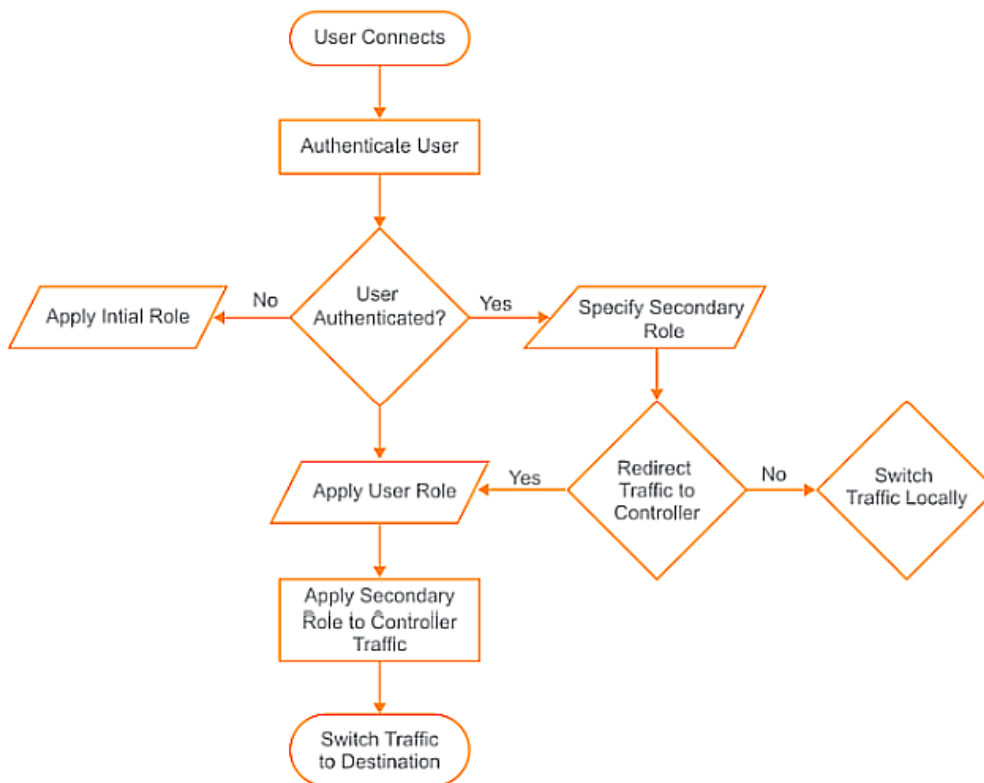 User Connects
Authenticale User
User
Authenticated?
No
Yes
Apply Intial Role
Specify Secondary
Role
Redirect
Traffic to
Controller
Yes
No
Switch
Traffic Locally
Apply User Role
Apply Secondary
Role to Controller
Traffic
Switch Traffic
to Destination